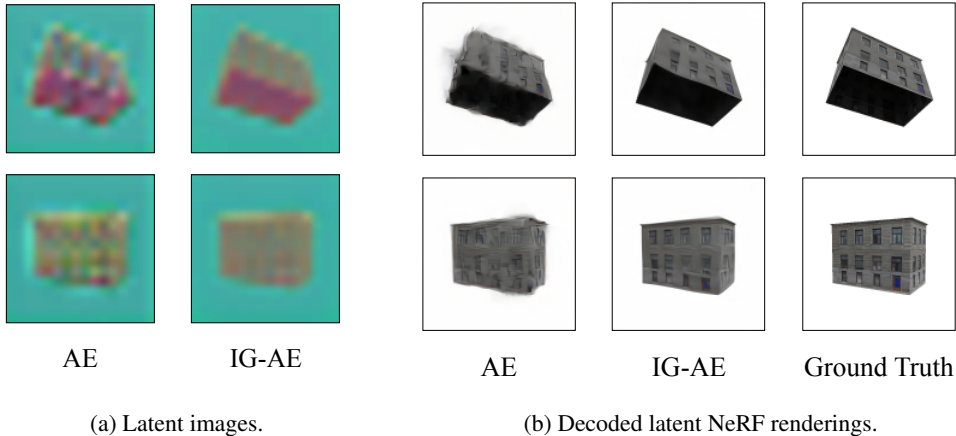 AE
IG-AE
AE
IG-AE
Ground Truth
(a) Latent images.
(b) Decoded latent NeRF renderings.